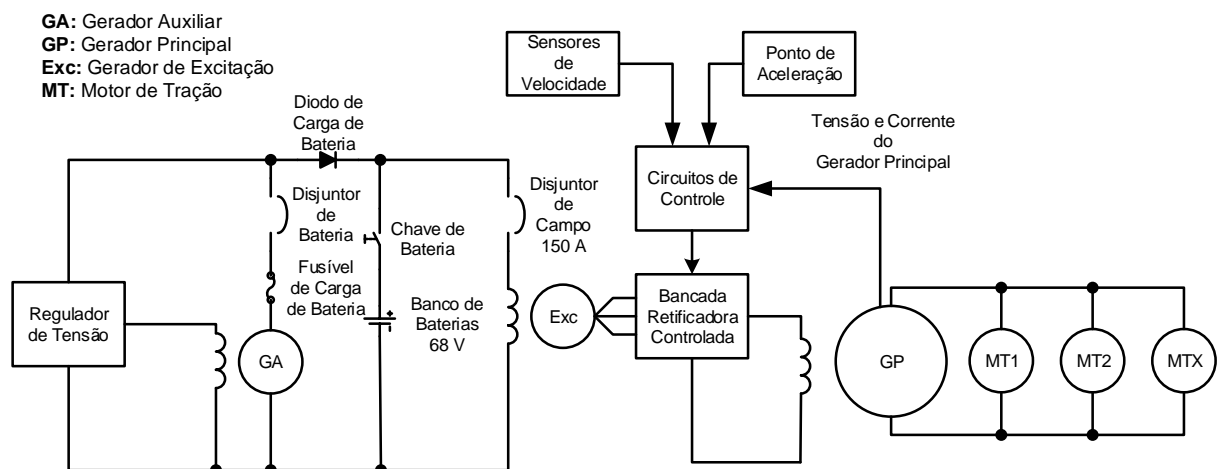 GA: Gerador Auxiliar
GP: Gerador Principal
Exc: Gerador de Excitação
MT: Motor de Tração
Sensores
de
Velocidade
Ponto de
Aceleração
Diodo de
Carga de
Bateria
Tensão e Corrente
do
Gerador Principal
Circuitos de
Controle
Disjuntor
de
Bateria
Chave de
Bateria
Disjuntor
de
Campo
150 A
Fusível
de Carga
de Bateria
Regulador
de Tensão
GA
+
-
Banco de
Baterias
68 V
Exc
Bancada
Retificadora
Controlada
GP
MT1
MT2
MTX